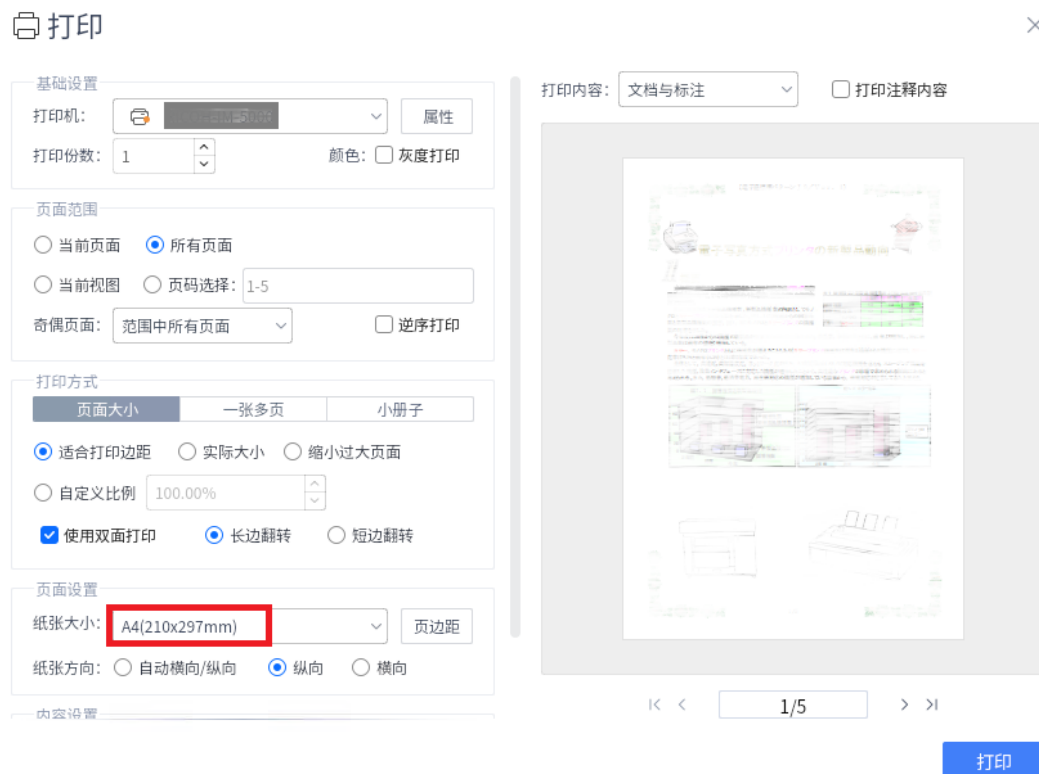 打印
基础设置
打印机：
属性
打印份数：
1
颜色：
灰度打印
页面范围
当前页面
所有页面
当前视图
页码选择：
1-5
奇偶页面：
范围中所有页面
逆序打印
打印方式
页面大小
一张多页
小册子
适合打印边距
实际大小
缩小过大页面
自定义比例
100.00%
使用双面打印
长边翻转
短边翻转
页面设置
纸张大小：
A4(210x297mm)
页边距
纸张方向：
自动横向/纵向
纵向
横向
内容设置
打印内容：
文档与标注
打印注释内容
1/5
打印